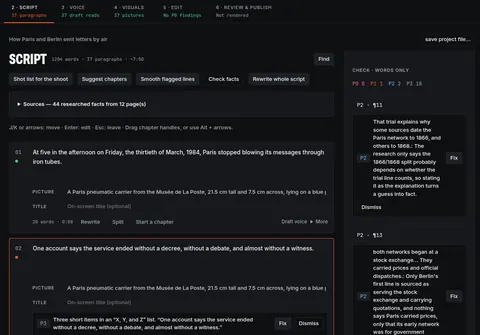 2 · SCRIPT
37 paragraphs
3 · VOICE
37 draft reads
4 · VISUALS
37 pictures
5 · EDIT
No P0 findings
6 · REVIEW & PUBLISH
Not rendered
How Paris and Berlin sent letters by air
save project file...
SCRIPT
words · 37 paragraphs · ~7:50
Find
Shot list for the shoot
Suggest chapters
Smooth flagged lines
Check facts
Rewrite whole script
▶ Sources — 44 researched facts from 12 page(s)
J/K or arrows: move · Enter: edit · Esc: leave · Drag chapter handles, or use Alt + arrows.
01
At five in the afternoon on Friday, the thirtieth of March, 1984, Paris stopped blowing its messages through
iron tubes.
PICTURE
A Paris pneumatic carrier from the Musée de La Poste, 21.5 cm tall and 7.5 cm across, lying on a blue
TITLE
On-screen title (optional)
20 words · 0:08
Rewrite
Split
Start a chapter
Draft voice
▶ More
02
One account says the service ended without a decree, without a debate, and almost without a witness.
PICTURE
A Paris pneumatic carrier from the Musée de La Poste, 21.5 cm tall and 7.5 cm across, lying on a blue
TITLE
On-screen title (optional)
P3
Three short items in an "X, Y, and Z" list. "One account says the service ended
without a decree, without a debate, and almost without a witness."
Fix
Dismiss
CHECK · WORDS ONLY
P0 0
P1 1
P2 2
P3 15
P2 · ¶11
P2
That trial explains why
some sources date the
Paris network to 1866, and
others to 1868.: The
research only says the
1866/1868 split probably
depends on whether the
trial line counts, so stating
it as the explanation turns
a guess into fact.
Fix
Dismiss
P2 · ¶13
P2
both networks began at a
stock exchange... They
carried prices and official
dispatches.: Only Berlin's
first line is sourced as
serving the stock
exchange and carrying
quotations, and nothing
says Paris carried prices,
only that its early network
was for government
Fix